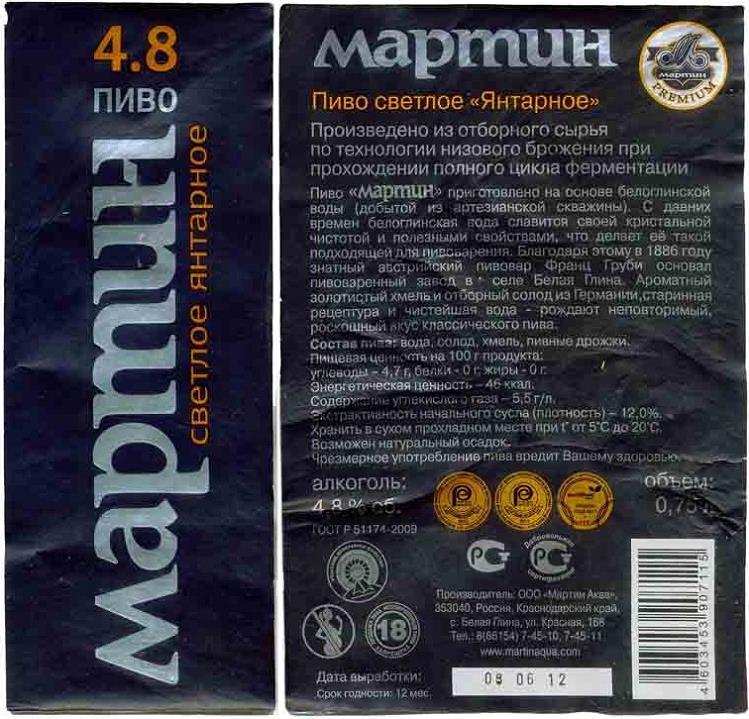 4.8
ПИВО
мартин
светлое янтарное
мартин
мартин
PREMIUM
Пиво светлое «Янтарное»
Произведено из отборного сырья
по технологии низового брожения при
прохождении полного цикла ферментации
Пиво «мартин» приготовлено на основе белоглинской
воды (добытой из артезианской скважины). С давних
времен белоглинская вода славится своей кристальной
чистотой и полезными свойствами, что делает её такой
подходящей для пивоварения. Благодаря этому в 1886 году
знатный австрийский пивовар Франц Груби основал
пивоваренный завод в селе Белая Глина. Ароматный
золотистый хмель и отборный солод из Германии, старинная
рецептура и чистейшая вода - рождают неповторимый,
роскошный вкус классического пива.
Состав пива: вода, солод, хмель, пивные дрожжи.
Пищевая ценность на 100 г продукта:
углеводы – 4,7 г, белки - 0 г, жиры - 0 г.
Энергетическая ценность – 46 ккал.
Содержание углекислого газа – 5,5 г/л.
Экстрактивность начального сусла (плотность) – 12,0%.
Хранить в сухом прохладном месте при t° от 5°С до 20°С.
Возможен натуральный осадок.
Чрезмерное употребление пива вредит Вашему здоровью.
алкоголь:
4,8 % об.
объем:
0,75 л
ГОСТ Р 51174-2009
Добровольная
сертификация
18
Производитель: ООО «Мартин Аква»,
353040, Россия, Краснодарский край,
с. Белая Глина, ул. Красная, 168
Тел.: 8(86154) 7-45-10, 7-45-11
www.martinaqua.com
Дата выработки:
Срок годности: 12 мес.
09 06 12
4603453907115